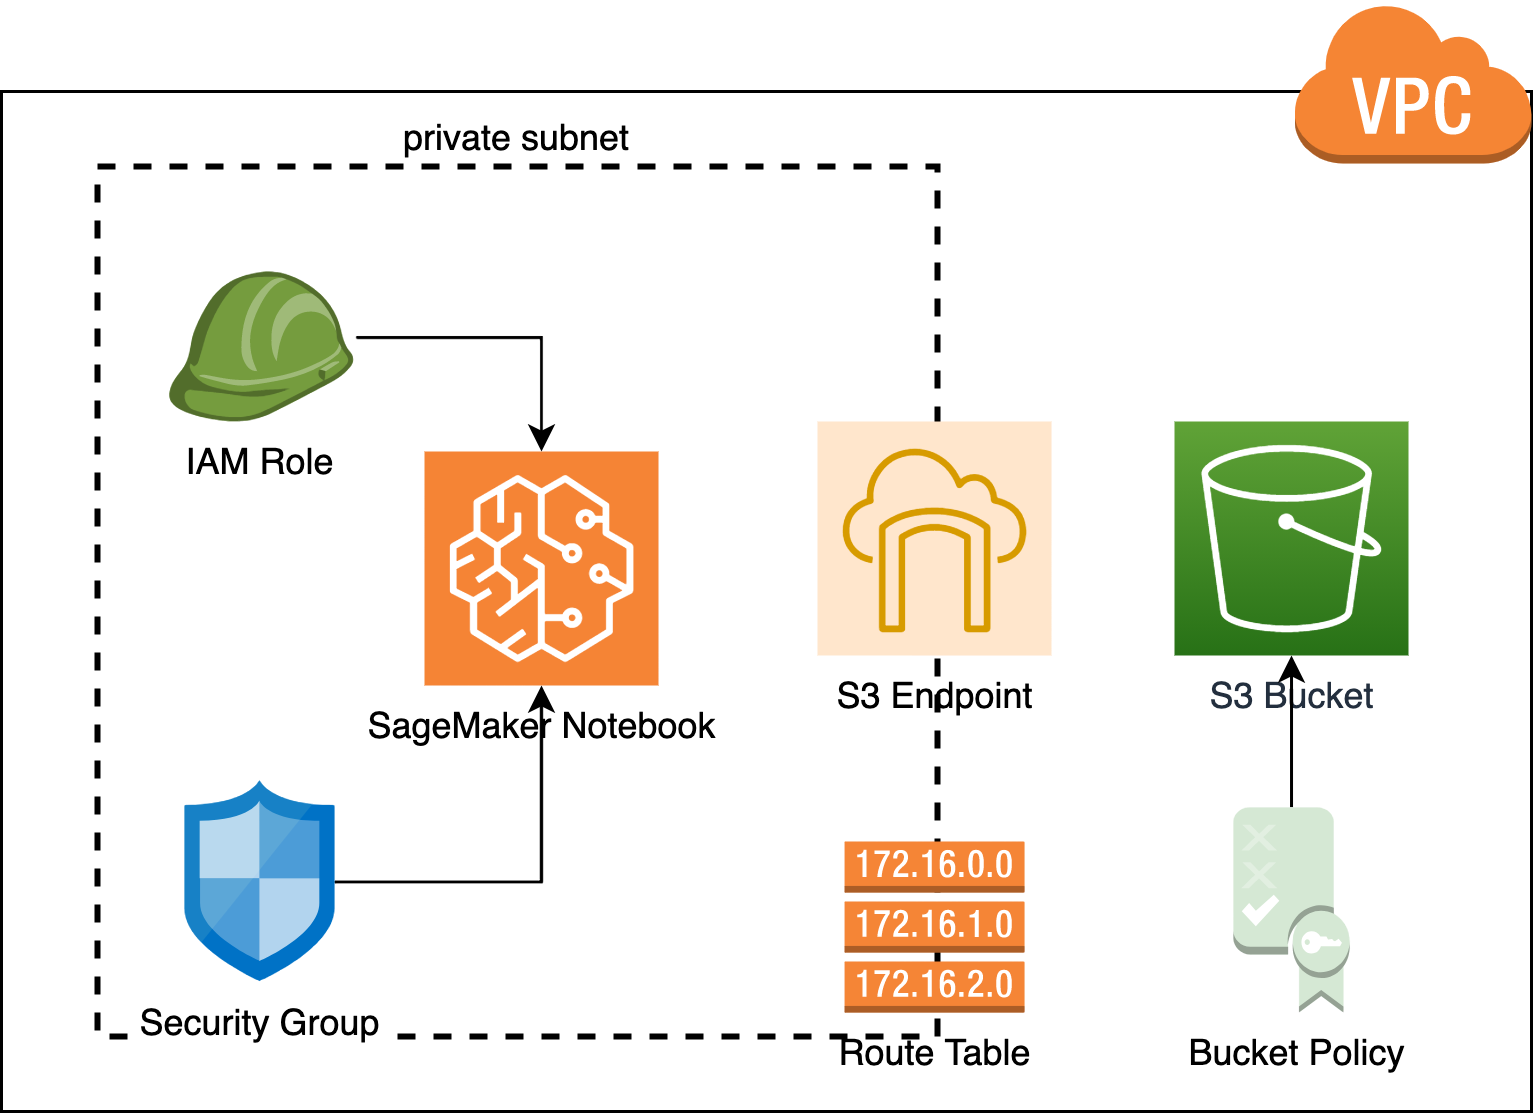 VPC
private subnet
IAM Role
SageMaker Notebook
S3 Endpoint
S3 Bucket
172.16.0.0
172.16.1.0
172.16.2.0
Security Group
Route Table
Bucket Policy